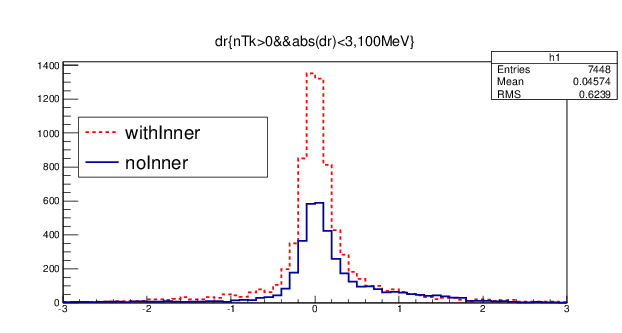 dr{nTk>0&&abs(dr)<3,100MeV}
h1
Entries 7448
Mean 0.04574
RMS 0.6239
withInner
noInner
1400
1200
1000
800
600
400
200
0
-3 -2 -1 0 1 2 3